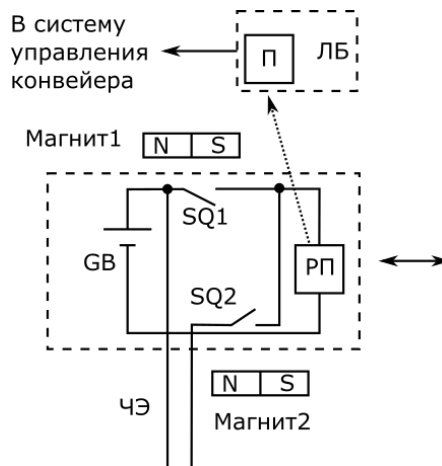 В систему
управления
конвейера
П
ЛБ
Магнит1
N
S
SQ1
GB
РП
SQ2
N
S
ЧЭ
Магнит2